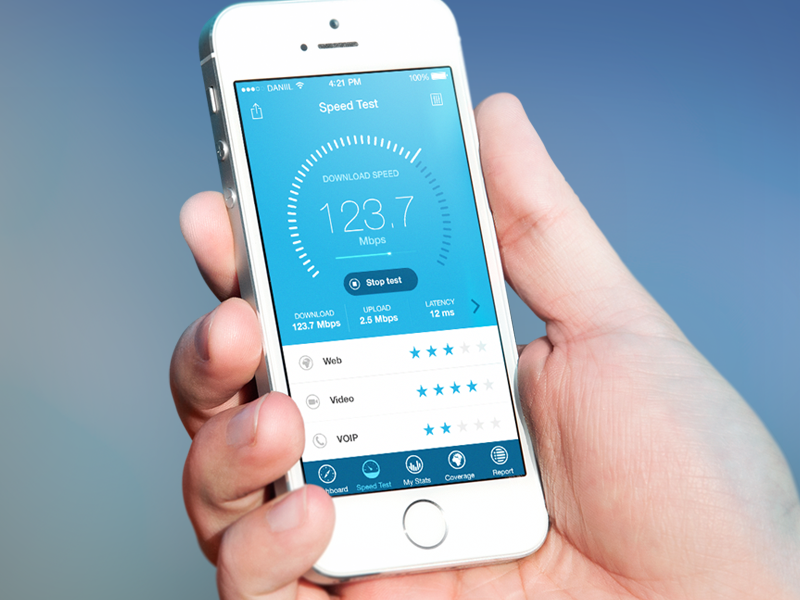 DANIIL 4:21 PM 100%
Speed Test
DOWNLOAD SPEED
123.7
Mbps
Stop test
DOWNLOAD UPLOAD LATENCY
123.7 Mbps 2.5 Mbps 12 ms
Web
Video
VOIP
hboard Speed Test My Stats Coverage Report